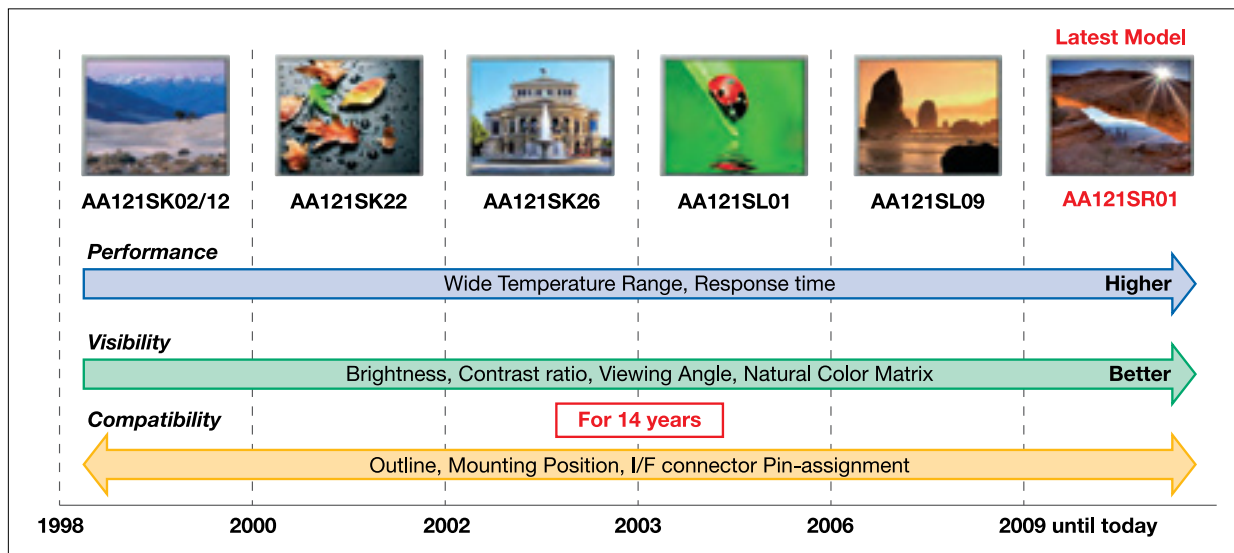 Latest Model
AA121SK02/12 AA121SK22 AA121SK26 AA121SL01 AA121SL09 AA121SR01
Performance
Wide Temperature Range, Response time Higher
Visibility
Brightness, Contrast ratio, Viewing Angle, Natural Color Matrix Better
Compatibility For 14 years
Outline, Mounting Position, I/F connector Pin-assignment
1998 2000 2002 2003 2006 2009 until today